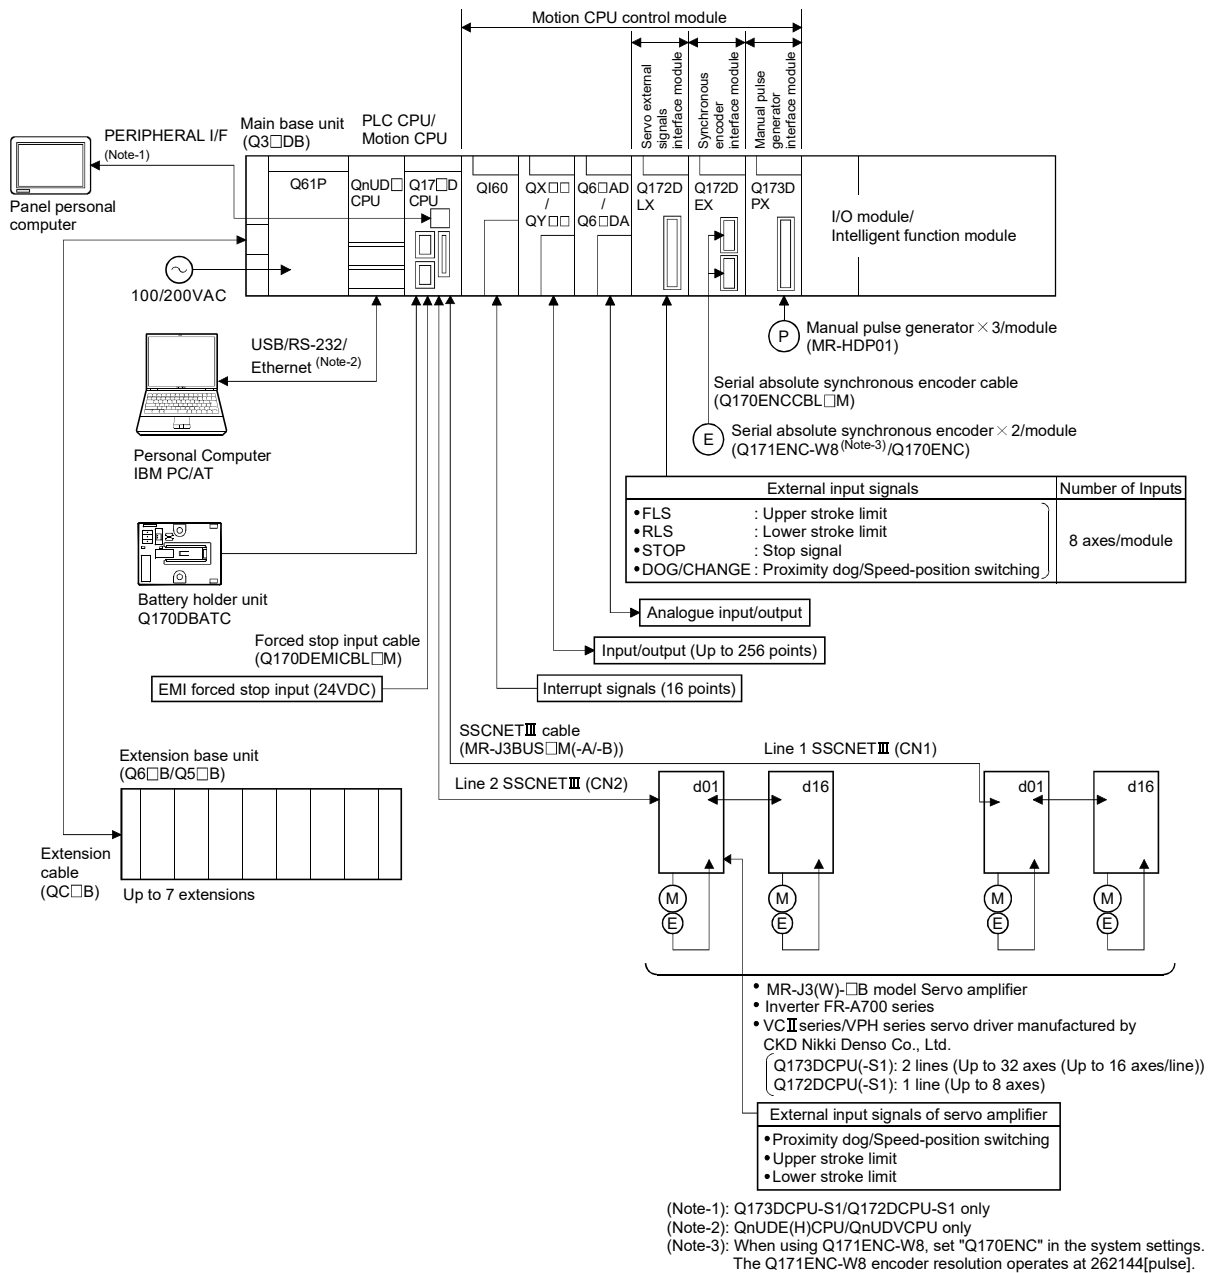 Motion CPU control module
Servo external
signals
interface module
Synchronous
encoder
interface module
Manual pulse
generator
interface module
PERIPHERAL I/F
(Note-1)
Main base unit
(Q3□DB)
PLC CPU/
Motion CPU
Panel personal
computer
Q61P
QnUD□
CPU
Q17□D
CPU
QI60
QX□□
/
QY□□
Q6□AD
/
Q6□DA
Q172D
LX
Q172D
EX
Q173D
PX
I/O module/
Intelligent function module
100/200VAC
P
Manual pulse generator×3/module
(MR-HDP01)
USB/RS-232/
Ethernet (Note-2)
Serial absolute synchronous encoder cable
(Q170ENCCBL□M)
E
Serial absolute synchronous encoder×2/module
(Q171ENC-W8(Note-3)/Q170ENC)
Personal Computer
IBM PC/AT
External input signals
Number of Inputs
•FLS : Upper stroke limit
•RLS : Lower stroke limit
•STOP : Stop signal
•DOG/CHANGE : Proximity dog/Speed-position switching
8 axes/module
Battery holder unit
Q170DBATC
Analogue input/output
Forced stop input cable
(Q170DEMICBL□M)
Input/output (Up to 256 points)
EMI forced stop input (24VDC)
Interrupt signals (16 points)
SSCNETⅢ cable
(MR-J3BUS□M(-A/-B))
Line 1 SSCNETⅢ (CN1)
Extension base unit
(Q6□B/Q5□B)
Line 2 SSCNETⅢ (CN2)
d01
d16
d01
d16
Extension
cable
(QC□B)
Up to 7 extensions
M
E
M
E
M
E
M
E
• MR-J3(W)-□B model Servo amplifier
• Inverter FR-A700 series
• VCⅡseries/VPH series servo driver manufactured by
CKD Nikki Denso Co., Ltd.
Q173DCPU(-S1): 2 lines (Up to 32 axes (Up to 16 axes/line))
Q172DCPU(-S1): 1 line (Up to 8 axes)
External input signals of servo amplifier
•Proximity dog/Speed-position switching
•Upper stroke limit
•Lower stroke limit
(Note-1): Q173DCPU-S1/Q172DCPU-S1 only
(Note-2): QnUDE(H)CPU/QnUDVCPU only
(Note-3): When using Q171ENC-W8, set "Q170ENC" in the system settings.
The Q171ENC-W8 encoder resolution operates at 262144[pulse].